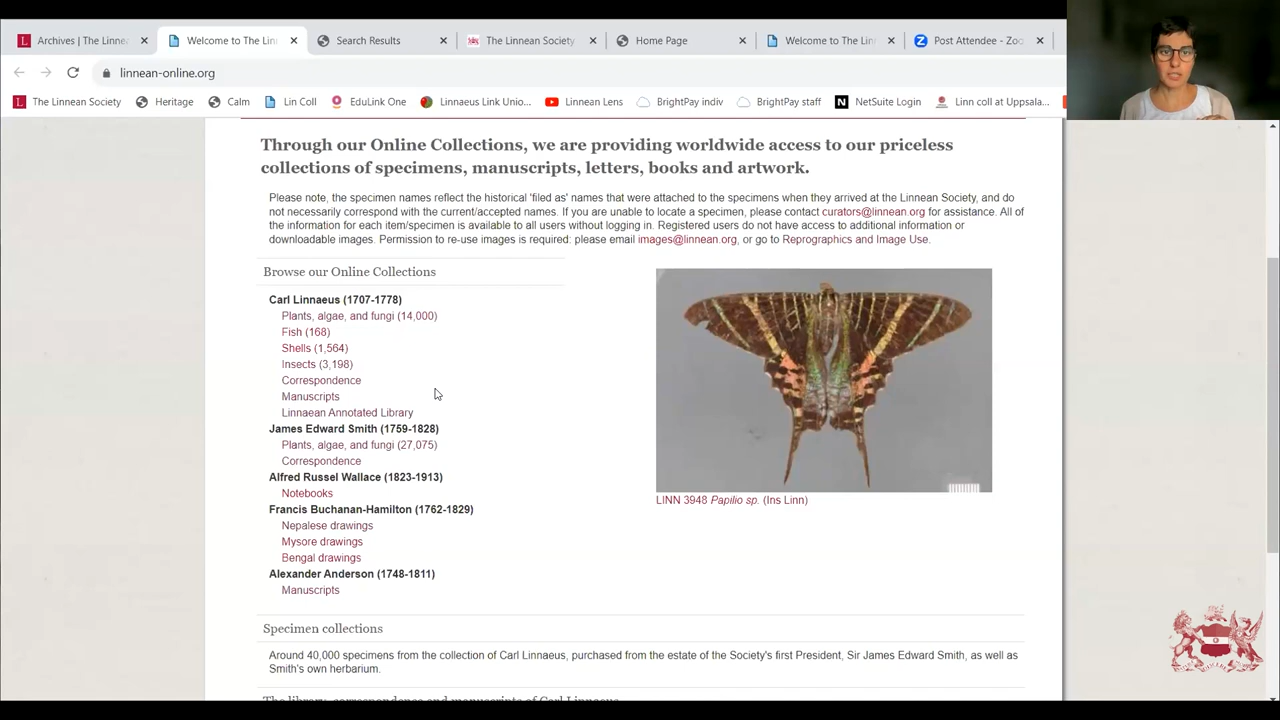 Archives | The Linnea
Welcome to The Linn
Search Results
The Linnean Society
Home Page
Welcome to The Linn
Post Attendee - Zoo
linnean-online.org
The Linnean Society
Heritage
Calm
Lin Coll
EduLink One
Linnaeus Link Unio...
Linnean Lens
BrightPay indiv
BrightPay staff
NetSuite Login
Linn coll at Uppsala...
Through our Online Collections, we are providing worldwide access to our priceless
collections of specimens, manuscripts, letters, books and artwork.
Please note, the specimen names reflect the historical 'filed as' names that were attached to the specimens when they arrived at the Linnean Society, and do
not necessarily correspond with the current/accepted names. If you are unable to locate a specimen, please contact curators@linnean.org for assistance. All of
the information for each item/specimen is available to all users without logging in. Registered users do not have access to additional information or
downloadable images. Permission to re-use images is required: please email images@linnean.org, or go to Reprographics and Image Use.
Browse our Online Collections
Carl Linnaeus (1707-1778)
Plants, algae, and fungi (14,000)
Fish (168)
Shells (1,564)
Insects (3,198)
Correspondence
Manuscripts
Linnaean Annotated Library
James Edward Smith (1759-1828)
Plants, algae, and fungi (27,075)
Correspondence
Alfred Russel Wallace (1823-1913)
Notebooks
Francis Buchanan-Hamilton (1762-1829)
Nepalese drawings
Mysore drawings
Bengal drawings
Alexander Anderson (1748-1811)
Manuscripts
LINN 3948 Papilio sp. (Ins Linn)
Specimen collections
Around 40,000 specimens from the collection of Carl Linnaeus, purchased from the estate of the Society's first President, Sir James Edward Smith, as well as
Smith's own herbarium.
The library, correspondence and manuscripts of Carl Linnaeus